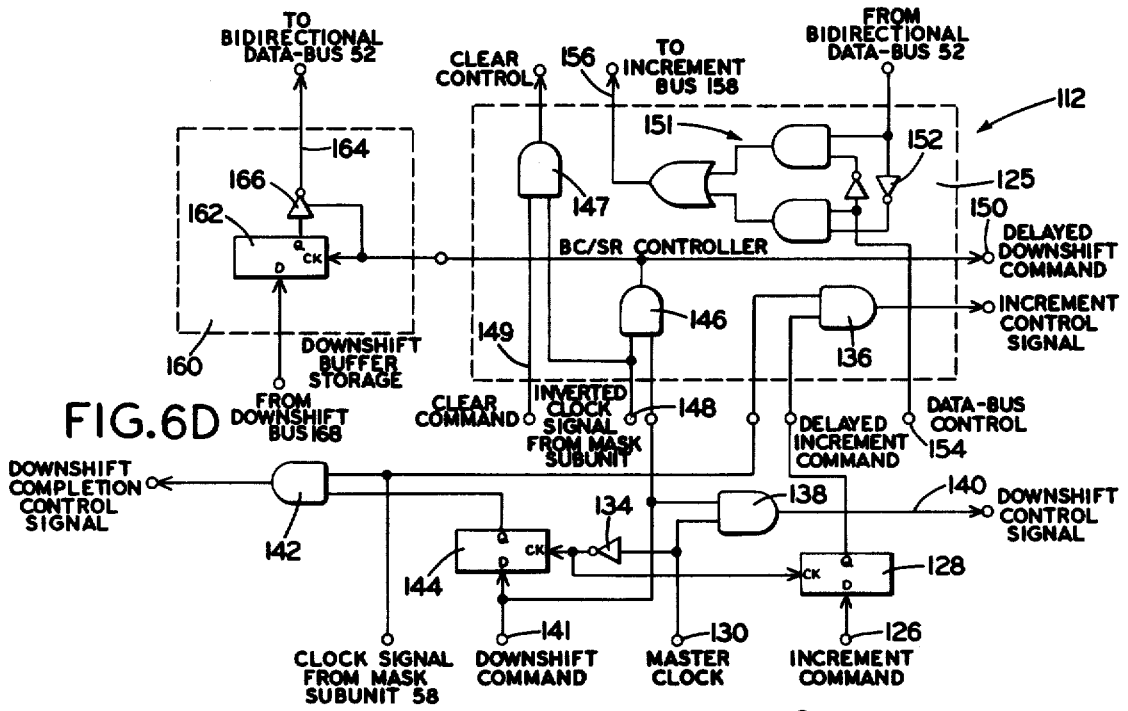 TO
BIDIRECTIONAL
DATA-BUS 52
CLEAR
CONTROL
156
TO
INCREMENT
BUS 158
FROM
BIDIRECTIONAL
DATA-BUS 52
112
151
152
164
166
162
147
125
150
Q
CK
D
BC/SR CONTROLLER
DELAYED
DOWNSHIFT
COMMAND
146
136
INCREMENT
CONTROL
SIGNAL
149
160
DOWNSHIFT
BUFFER
STORAGE
FROM
DOWNSHIFT
BUS 168
FIG.6D
CLEAR
COMMAND
INVERTED
CLOCK
SIGNAL
FROM MASK
SUBUNIT
148
DELAYED
INCREMENT
COMMAND
DATA-BUS
CONTROL
154
DOWNSHIFT
COMPLETION
CONTROL
SIGNAL
142
134
138
140
DOWNSHIFT
CONTROL
SIGNAL
144
Q
CK
D
Q
CK
D
128
141
130
126
CLOCK SIGNAL
FROM MASK
SUBUNIT 58
DOWNSHIFT
COMMAND
MASTER
CLOCK
INCREMENT
COMMAND